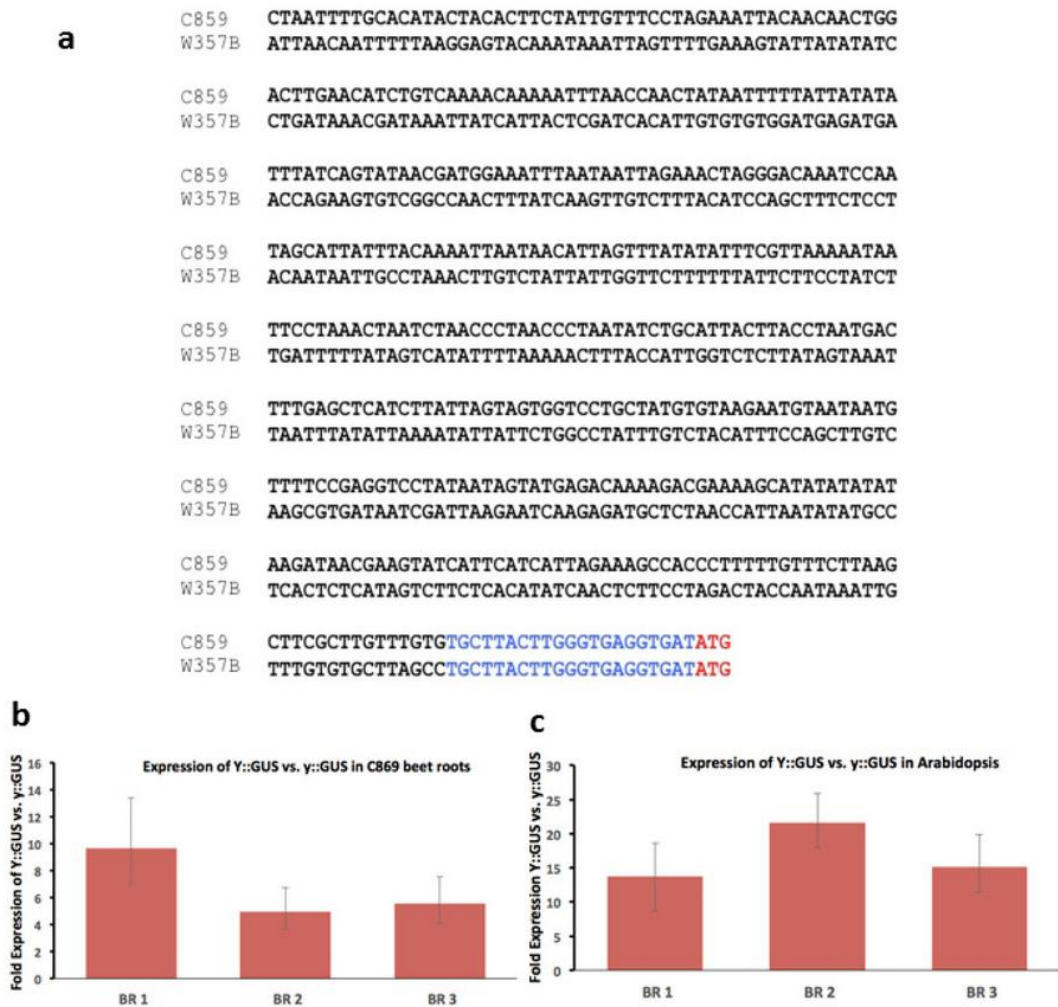 a
C859 CTAATTTTGCACATACTACACTTCTATTGTTTCCTAGAAATTACAACAACTGG
W357B ATTAACAATTTTTAAGGAGTACAAATAAATTAGTTTTGAAAGTATTATATATC
C859 ACTTGAACATCTGTCAAAACAAAAATTTAACCAACTATAATTTTTATTATATA
W357B CTGATAAACGATAAATTATCATTACTCGATCACATTGTGTGTGGATGAGATGA
C859 TTTATCAGTATAACGATGGAAATTTAATAATTAGAAACTAGGGACAAATCCAA
W357B ACCAGAAGTGTCGGCCAACTTTATCAAGTTGTCTTTACATCCAGCTTTCTCCT
C859 TAGCATTATTTACAAAATTAATAACATTAGTTTATATATTTCGTTAAAAATAA
W357B ACAATAATTGCCTAAACTTGTCTATTATTGGTTCTTTTTTATTCTTCCTATCT
C859 TTCCTAAACTAATCTAACCCTAACCCTAATATCTGCATTACTTACCTAATGAC
W357B TGATTTTTATAGTCATATTTTAAAAACTTTACCATTGGTCTCTTATAGTAAAT
C859 TTTGAGCTCATCTTATTAGTAGTGGTCCTGCTATGTGTAAGAATGTAATAATG
W357B TAATTTATATTAAAATATTATTCTGGCCTATTTGTCTACATTTCCAGCTTGTC
C859 TTTTCCGAGGTCCTATAATAGTATGAGACAAAAGACGAAAAGCATATATATAT
W357B AAGCGTGATAATCGATTAAGAATCAAGAGATGCTCTAACCATTAATATATGCC
C859 AAGATAACGAAGTATCATTCATCATTAGAAAGCCACCCTTTTTGTTTCTTAAG
W357B TCACTCTCATAGTCTTCTCACATATCAACTCTTCCTAGACTACCAATAAATTG
C859 CTTCGCTTGTTTGTGTGCTTACTTGGGTGAGGTGATATG
W357B TTTGTGTGCTTAGCCTGCTTACTTGGGTGAGGTGATATG
b
Expression of Y::GUS vs. y::GUS in C869 beet roots
Fold Expression of Y::GUS vs. y::GUS
16
14
12
10
8
6
4
2
0
BR 1 BR 2 BR 3
c
Expression of Y::GUS vs. y::GUS in Arabidopsis
Fold Expression Y::GUS vs. y::GUS
30
25
20
15
10
5
0
BR 1 BR 2 BR 3